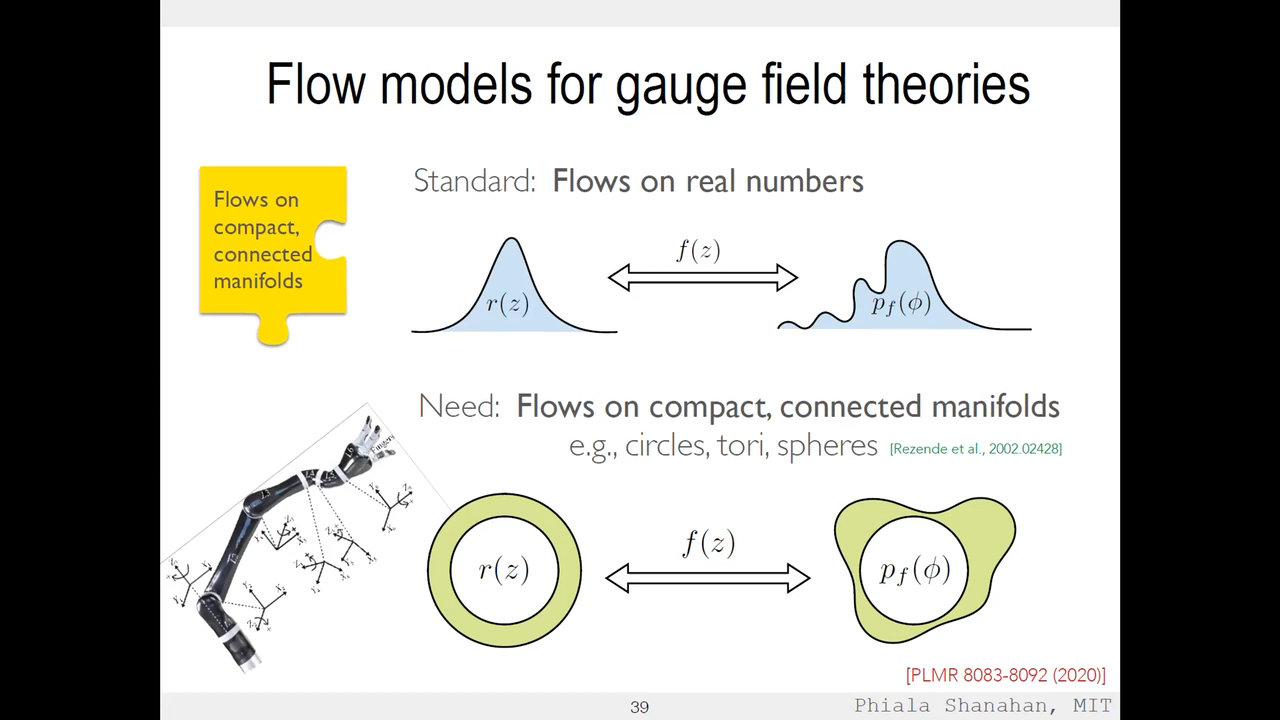 Flow models for gauge field theories
Flows on
compact,
connected
manifolds
Standard: Flows on real numbers
f(z)
r(z)
p_f(ϕ)
Need: Flows on compact, connected manifolds
e.g., circles, tori, spheres [Rezende et al., 2002.02428]
Fingers
f(z)
r(z)
p_f(ϕ)
[PLMR 8083-8092 (2020)]
39
Phiala Shanahan, MIT